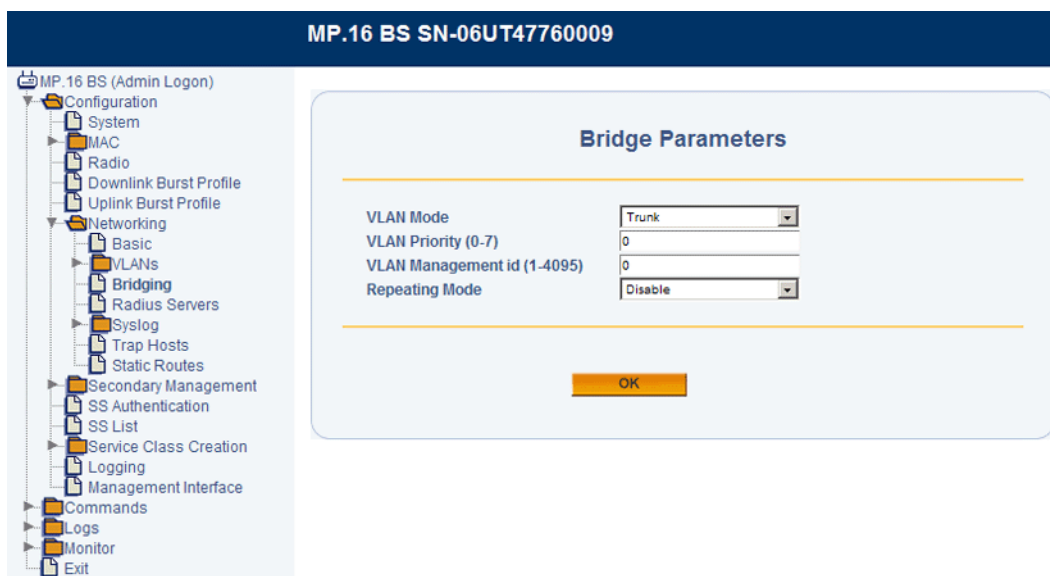 MP.16 BS SN-06UT47760009
MP.16 BS (Admin Logon)
Configuration
System
MAC
Radio
Downlink Burst Profile
Uplink Burst Profile
Networking
Basic
VLANs
Bridging
Radius Servers
Syslog
Trap Hosts
Static Routes
Secondary Management
SS Authentication
SS List
Service Class Creation
Logging
Management Interface
Commands
Logs
Monitor
Exit
Bridge Parameters
VLAN Mode Trunk
VLAN Priority (0-7) 0
VLAN Management id (1-4095) 0
Repeating Mode Disable
OK